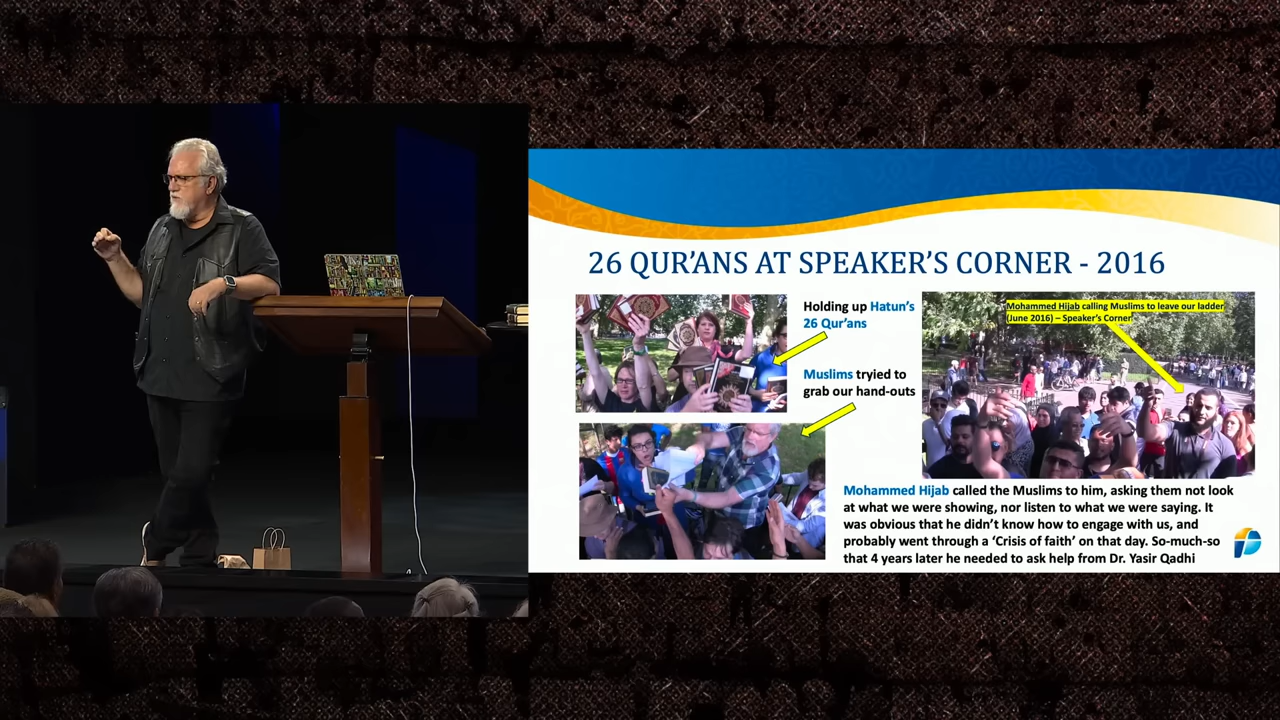 26 QUR'ANS AT SPEAKER'S CORNER - 2016
Holding up Hatun's
26 Qur'ans
Muslims tryied to
grab our hand-outs
Mohammed Hijab calling Muslims to leave our ladder
(June 2016) – Speaker's Corner
Mohammed Hijab called the Muslims to him, asking them not look
at what we were showing, nor listen to what we were saying. It
was obvious that he didn't know how to engage with us, and
probably went through a 'Crisis of faith' on that day. So-much-so
that 4 years later he needed to ask help from Dr. Yasir Qadhi